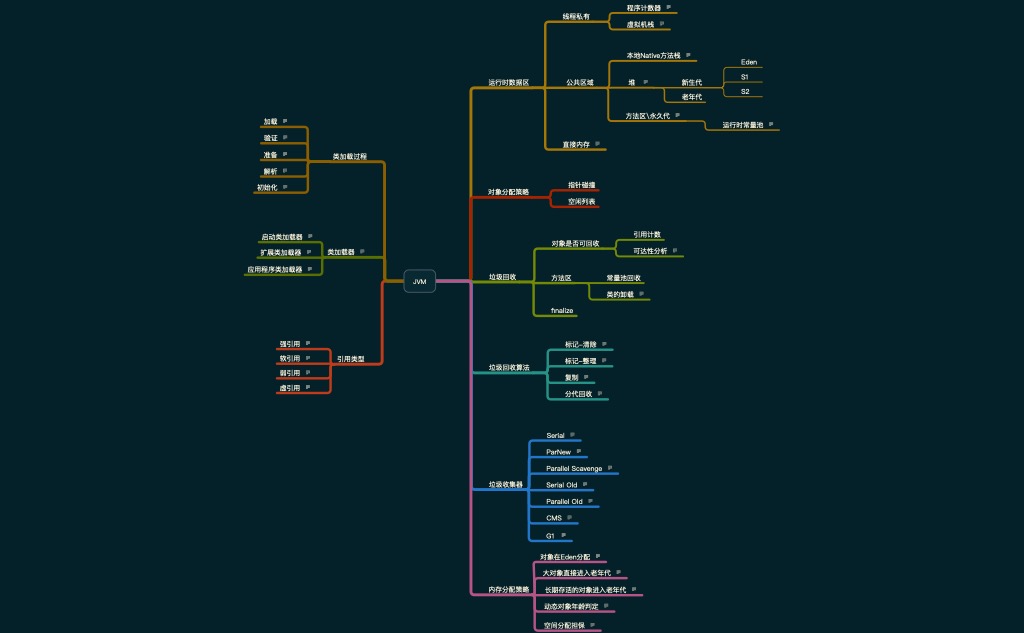 JVM
运行时数据区
线程私有
程序计数器
虚拟机栈
公共区域
本地Native方法栈
堆
新生代
Eden
S1
S2
老年代
方法区\永久代
运行时常量池
直接内存
对象分配策略
指针碰撞
空闲列表
垃圾回收
对象是否可回收
引用计数
可达性分析
方法区
常量池回收
类的卸载
finalize
垃圾回收算法
标记-清除
标记-整理
复制
分代回收
垃圾收集器
Serial
ParNew
Parallel Scavenge
Serial Old
Parallel Old
CMS
G1
内存分配策略
对象在Eden分配
大对象直接进入老年代
长期存活的对象进入老年代
动态对象年龄判定
空间分配担保
类加载过程
加载
验证
准备
解析
初始化
类加载器
启动类加载器
扩展类加载器
应用程序类加载器
引用类型
强引用
软引用
弱引用
虚引用